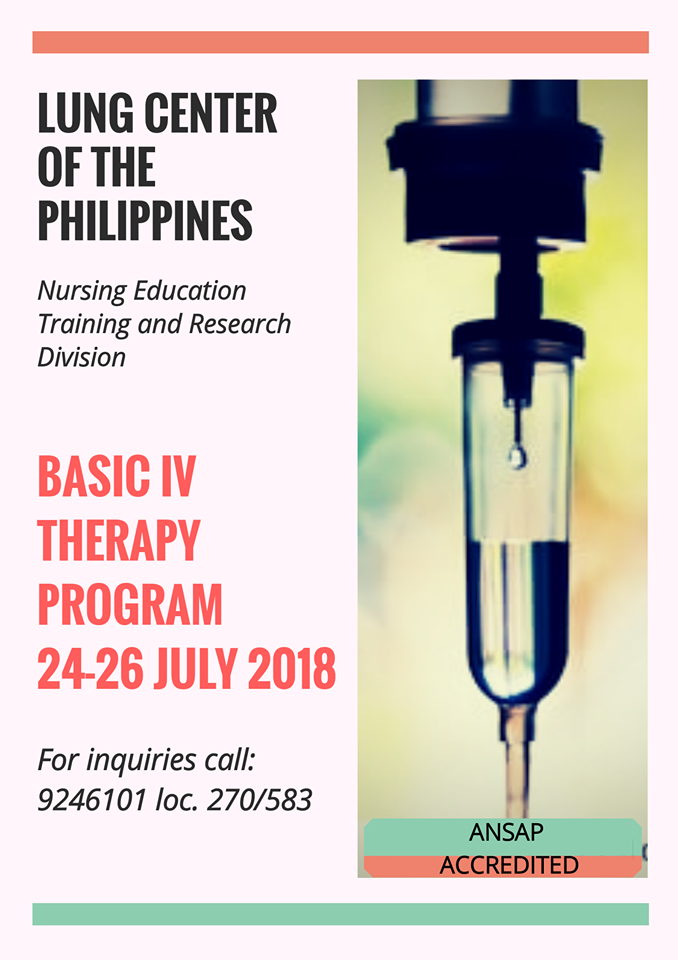 LUNG CENTER
OF THE
PHILIPPINES
Nursing Education
Training and Research
Division
BASIC IV
THERAPY
PROGRAM
24-26 JULY 2018
For inquiries call:
9246101 loc. 270/583
ANSAP
ACCREDITED